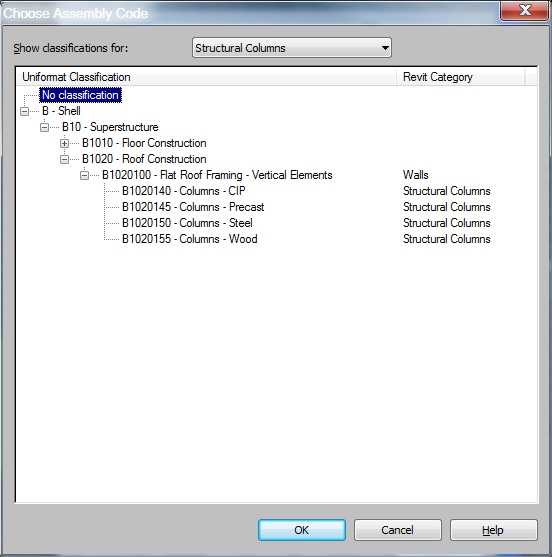 Choose Assembly Code
Show classifications for: Structural Columns
Uniformat Classification Revit Category
No classification
B - Shell
B10 - Superstructure
B1010 - Floor Construction
B1020 - Roof Construction
B1020100 - Flat Roof Framing - Vertical Elements Walls
B1020140 - Columns - CIP Structural Columns
B1020145 - Columns - Precast Structural Columns
B1020150 - Columns - Steel Structural Columns
B1020155 - Columns - Wood Structural Columns
OK Cancel Help